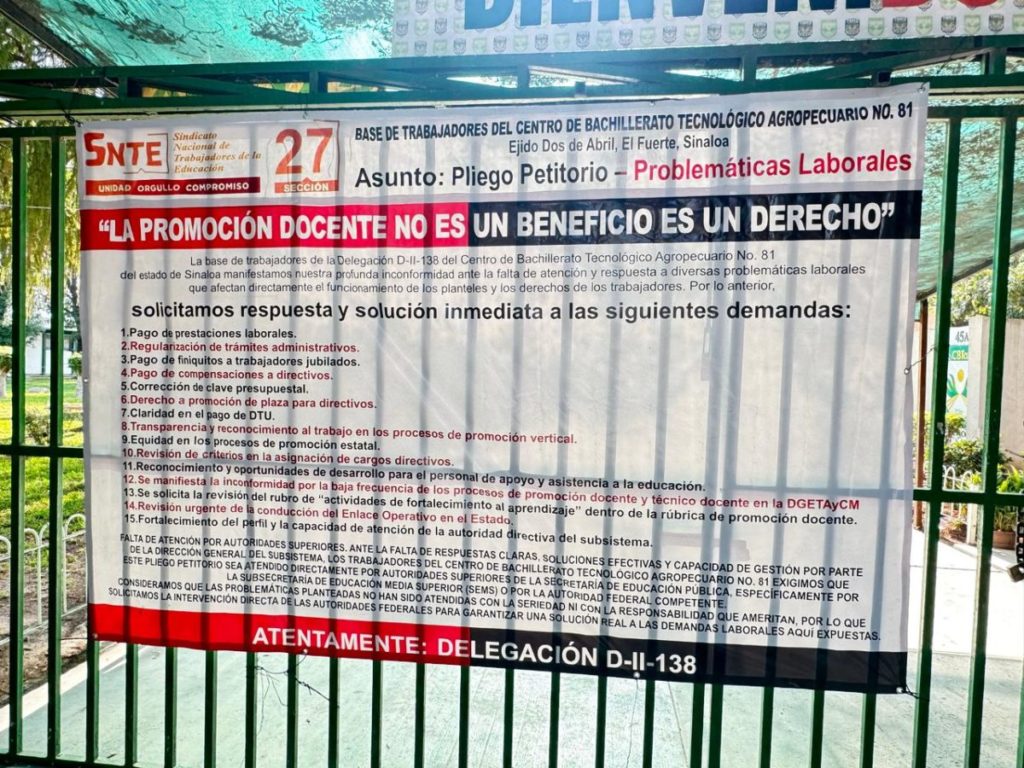 BIENVENIDOS
SNTE
Sindicato
Nacional de
Trabajadores de la
Educación
UNIDAD ORGULLO COMPROMISO
27
SECCIÓN
BASE DE TRABAJADORES DEL CENTRO DE BACHILLERATO TECNOLÓGICO AGROPECUARIO NO. 81
Ejido Dos de Abril, El Fuerte, Sinaloa
Asunto: Pliego Petitorio – Problemáticas Laborales
“LA PROMOCIÓN DOCENTE NO ES UN BENEFICIO ES UN DERECHO”
La base de trabajadores de la Delegación D-II-138 del Centro de Bachillerato Tecnológico Agropecuario No. 81
del estado de Sinaloa manifestamos nuestra profunda inconformidad ante la falta de atención y respuesta a diversas problemáticas laborales
que afectan directamente el funcionamiento de los planteles y los derechos de los trabajadores. Por lo anterior,
solicitamos respuesta y solución inmediata a las siguientes demandas:
1.Pago de prestaciones laborales.
2.Regularización de trámites administrativos.
3.Pago de finiquitos a trabajadores jubilados.
4.Pago de compensaciones a directivos.
5.Corrección de clave presupuestal.
6.Derecho a promoción de plaza para directivos.
7.Claridad en el pago de DTU.
8.Transparencia y reconocimiento al trabajo en los procesos de promoción vertical.
9.Equidad en los procesos de promoción estatal.
10.Revisión de criterios en la asignación de cargos directivos.
11.Reconocimiento y oportunidades de desarrollo para el personal de apoyo y asistencia a la educación.
12.Se manifiesta la inconformidad por la baja frecuencia de los procesos de promoción docente y técnico docente en la DGETAyCM
13.Se solicita la revisión del rubro de “actividades de fortalecimiento al aprendizaje” dentro de la rúbrica de promoción docente.
14.Revisión urgente de la conducción del Enlace Operativo en el Estado.
15.Fortalecimiento del perfil y la capacidad de atención de la autoridad directiva del subsistema.
FALTA DE ATENCIÓN POR AUTORIDADES SUPERIORES. ANTE LA FALTA DE RESPUESTAS CLARAS, SOLUCIONES EFECTIVAS Y CAPACIDAD DE GESTIÓN POR PARTE
DE LA DIRECCIÓN GENERAL DEL SUBSISTEMA, LOS TRABAJADORES DEL CENTRO DE BACHILLERATO TECNOLÓGICO AGROPECUARIO NO. 81 EXIGIMOS QUE
ESTE PLIEGO PETITORIO SEA ATENDIDO DIRECTAMENTE POR AUTORIDADES SUPERIORES DE LA SECRETARÍA DE EDUCACIÓN PÚBLICA, ESPECÍFICAMENTE POR
LA SUBSECRETARÍA DE EDUCACIÓN MEDIA SUPERIOR (SEMS) O POR LA AUTORIDAD FEDERAL COMPETENTE.
CONSIDERAMOS QUE LAS PROBLEMÁTICAS PLANTEADAS NO HAN SIDO ATENDIDAS CON LA SERIEDAD NI CON LA RESPONSABILIDAD QUE AMERITAN, POR LO QUE
SOLICITAMOS LA INTERVENCIÓN DIRECTA DE LAS AUTORIDADES FEDERALES PARA GARANTIZAR UNA SOLUCIÓN REAL A LAS DEMANDAS LABORALES AQUÍ EXPUESTAS.
ATENTAMENTE: DELEGACIÓN D-II-138